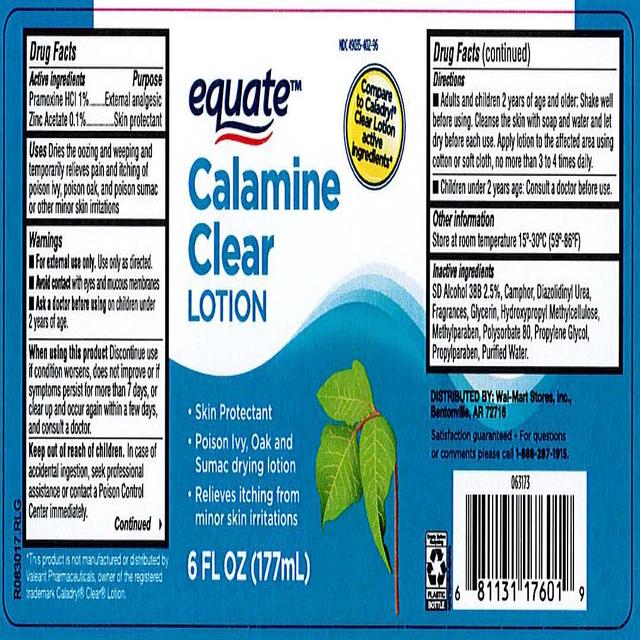 Drug Facts
Active ingredients Purpose
Pramoxine HCl 1%......External analgesic
Zinc Acetate 0.1%..............Skin protectant
Uses Dries the oozing and weeping and
temporarily relieves pain and itching of
poison ivy, poison oak, and poison sumac
or other minor skin irritations
Warnings
■ For external use only. Use only as directed.
■ Avoid contact with eyes and mucous membranes
■ Ask a doctor before using on children under
2 years of age.
When using this product Discontinue use
if condition worsens, does not improve or if
symptoms persist for more than 7 days, or
clear up and occur again within a few days,
and consult a doctor.
Keep out of reach of children. In case of
accidental ingestion, seek professional
assistance or contact a Poison Control
Center immediately.
Continued
*This product is not manufactured or distributed by
Valeant Pharmaceuticals, owner of the registered
trademark Caladryl® Clear® Lotion.
R083017 RLG
NDC 49035-402-96
equate™
Compare
to Caladryl®
Clear Lotion
active
ingredients*
Calamine
Clear
LOTION
• Skin Protectant
• Poison Ivy, Oak and
Sumac drying lotion
• Relieves itching from
minor skin irritations
6 FL OZ (177mL)
Drug Facts (continued)
Directions
■ Adults and children 2 years of age and older: Shake well
before using. Cleanse the skin with soap and water and let
dry before each use. Apply lotion to the affected area using
cotton or soft cloth, no more than 3 to 4 times daily.
■ Children under 2 years age: Consult a doctor before use.
Other information
Store at room temperature 15º-30ºC (59º-86ºF)
Inactive ingredients
SD Alcohol 38B 2.5%, Camphor, Diazolidinyl Urea,
Fragrances, Glycerin, Hydroxypropyl Methylcellulose,
Methylparaben, Polysorbate 80, Propylene Glycol,
Propylparaben, Purified Water.
DISTRIBUTED BY: Wal-Mart Stores, Inc.,
Bentonville, AR 72716
Satisfaction guaranteed - For questions
or comments please call 1-888-287-1915.
063173
Empty Before
Recycling
PLASTIC
BOTTLE
6 81131 17601 9